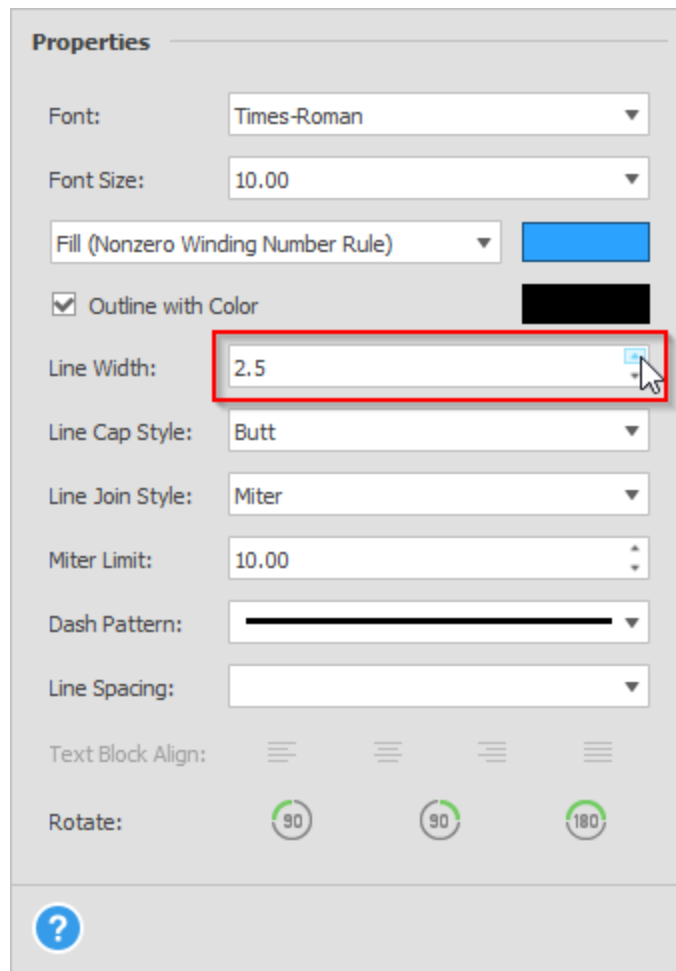 Properties
Font: Times-Roman
Font Size: 10.00
Fill (Nonzero Winding Number Rule)
Outline with Color
Line Width: 2.5
Line Cap Style: Butt
Line Join Style: Miter
Miter Limit: 10.00
Dash Pattern:
Line Spacing:
Text Block Align:
Rotate: 90 90 180
?